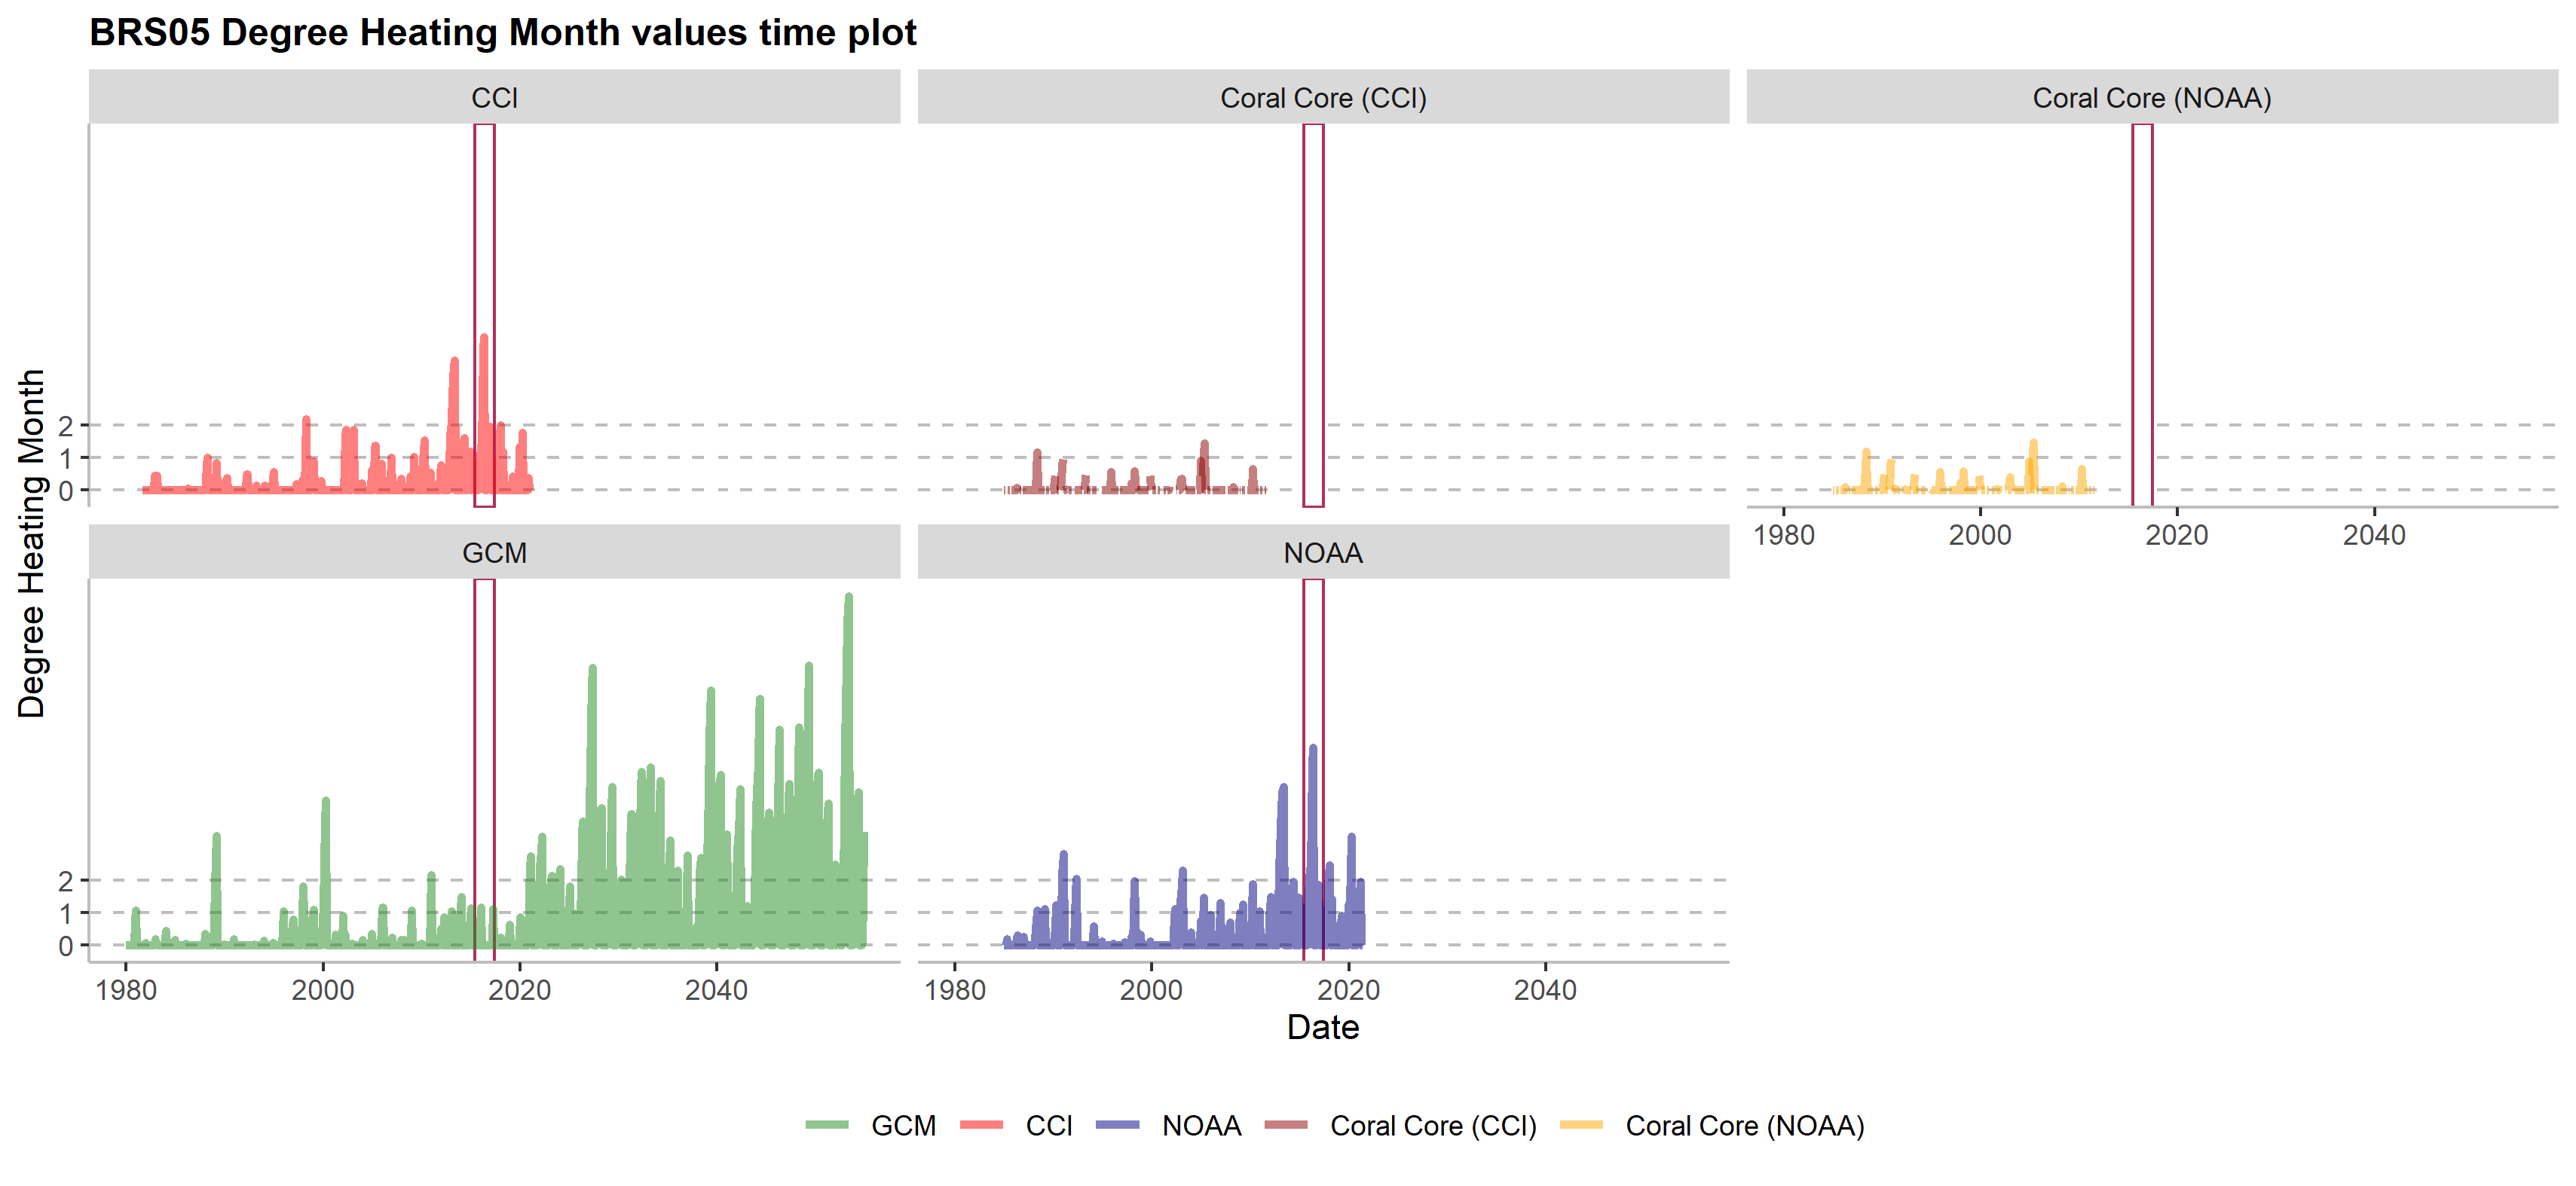 BRS05 Degree Heating Month values time plot
CCI
Coral Core (CCI)
Coral Core (NOAA)
Degree Heating Month
2
1
0
1980 2000 2020 2040
GCM
NOAA
2
1
0
1980 2000 2020 2040
1980 2000 2020 2040
Date
GCM CCI NOAA Coral Core (CCI) Coral Core (NOAA)